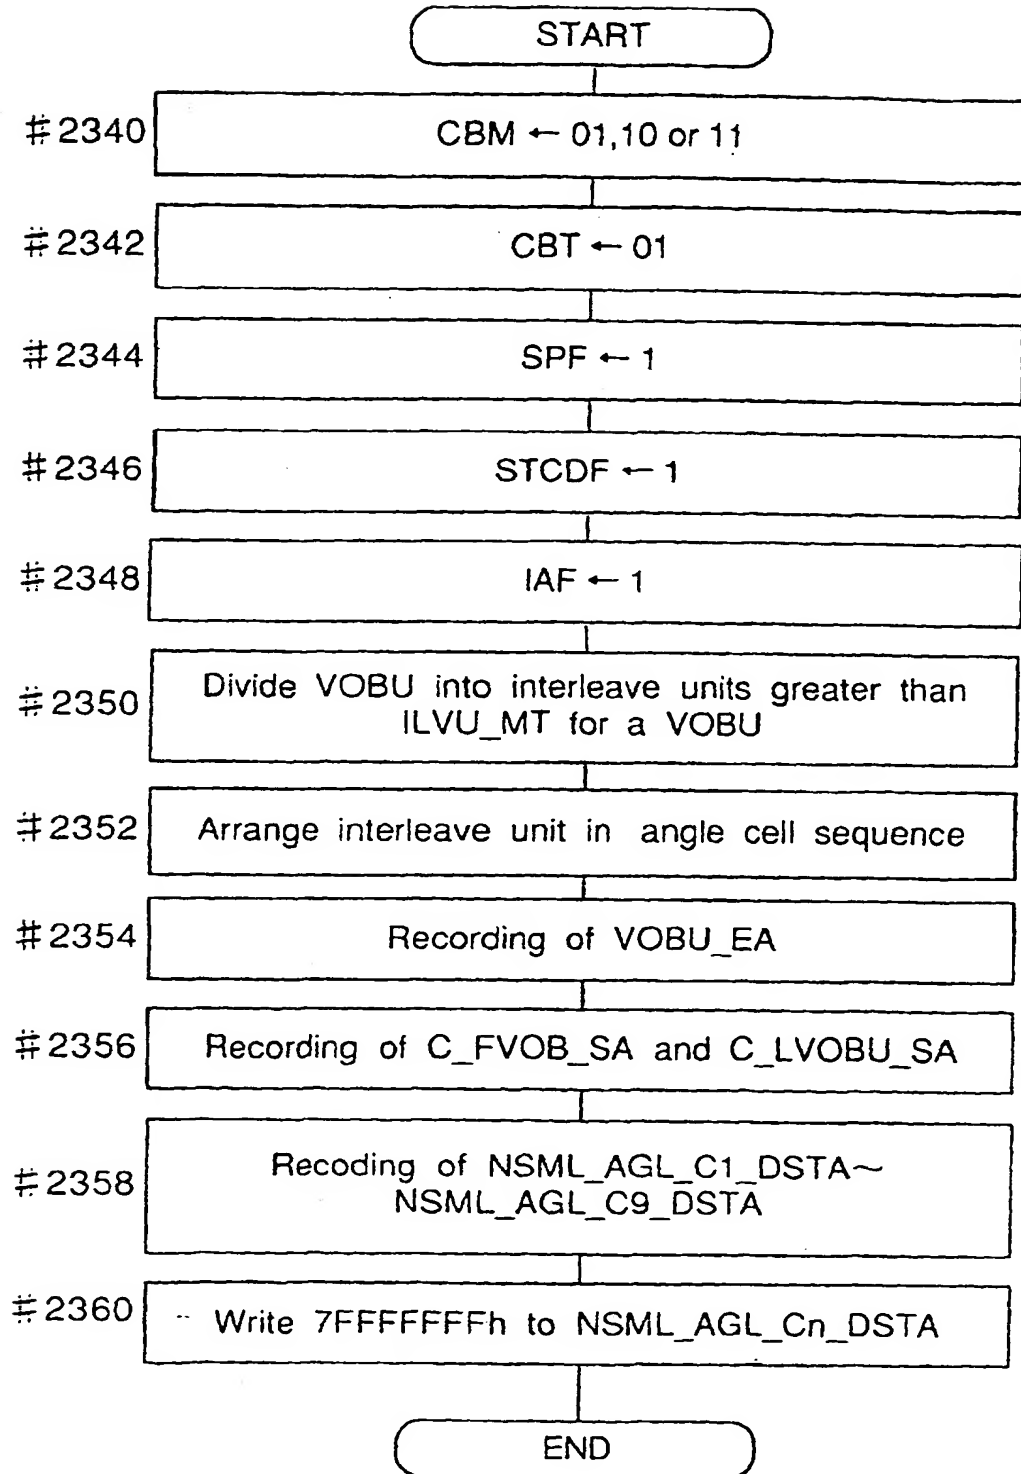 START
#2340 CBM ← 01,10 or 11
#2342 CBT ← 01
#2344 SPF ← 1
#2346 STCDF ← 1
#2348 IAF ← 1
#2350 Divide VOBU into interleave units greater than
ILVU_MT for a VOBU
#2352 Arrange interleave unit in angle cell sequence
#2354 Recording of VOBU_EA
#2356 Recording of C_FVOB_SA and C_LVOBU_SA
#2358 Recoding of NSML_AGL_C1_DSTA~
NSML_AGL_C9_DSTA
#2360 Write 7FFFFFFFh to NSML_AGL_Cn_DSTA
END